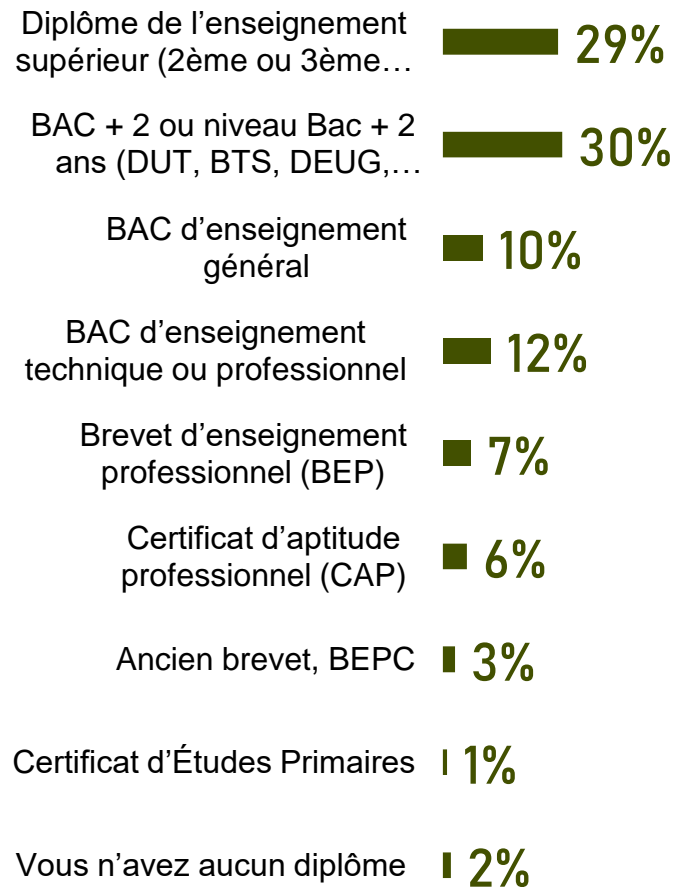 Diplôme de l’enseignement
supérieur (2ème ou 3ème…
29%
BAC + 2 ou niveau Bac + 2
ans (DUT, BTS, DEUG,…
30%
BAC d’enseignement
général
10%
BAC d’enseignement
technique ou professionnel
12%
Brevet d’enseignement
professionnel (BEP)
7%
Certificat d’aptitude
professionnel (CAP)
6%
Ancien brevet, BEPC
3%
Certificat d’Études Primaires
1%
Vous n’avez aucun diplôme
2%